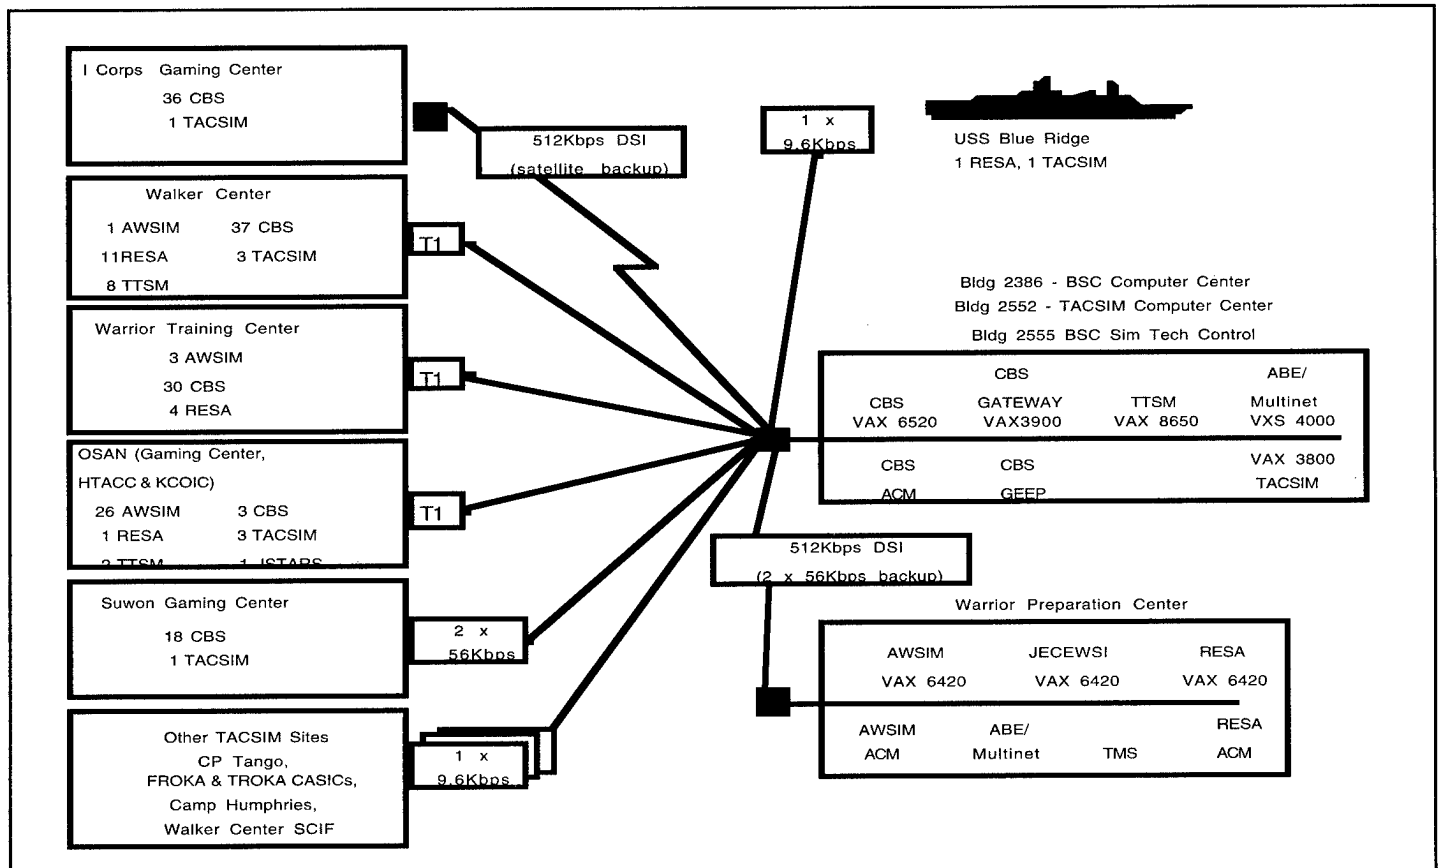 I Corps Gaming Center
36 CBS
1 TACSIM
512Kbps DSI
(satellite backup)
1 x
9.6Kbps
USS Blue Ridge
1 RESA, 1 TACSIM
Walker Center
1 AWSIM 37 CBS
11RESA 3 TACSIM
8 TTSM
T1
Warrior Training Center
3 AWSIM
30 CBS
4 RESA
T1
OSAN (Gaming Center,
HTACC & KCOIC)
26 AWSIM 3 CBS
1 RESA 3 TACSIM
2 TTSM 1 JSTARS
T1
Suwon Gaming Center
18 CBS
1 TACSIM
2 x
56Kbps
Other TACSIM Sites
CP Tango,
FROKA & TROKA CASICs,
Camp Humphries,
Walker Center SCIF
1 x
9.6Kbps
Bldg 2386 - BSC Computer Center
Bldg 2552 - TACSIM Computer Center
Bldg 2555 BSC Sim Tech Control
CBS ABE/
CBS GATEWAY TTSM Multinet
VAX 6520 VAX3900 VAX 8650 VXS 4000
CBS CBS VAX 3800
ACM GEEP TACSIM
512Kbps DSI
(2 x 56Kbps backup)
Warrior Preparation Center
AWSIM JECEWSI RESA
VAX 6420 VAX 6420 VAX 6420
AWSIM ABE/ RESA
ACM Multinet TMS ACM